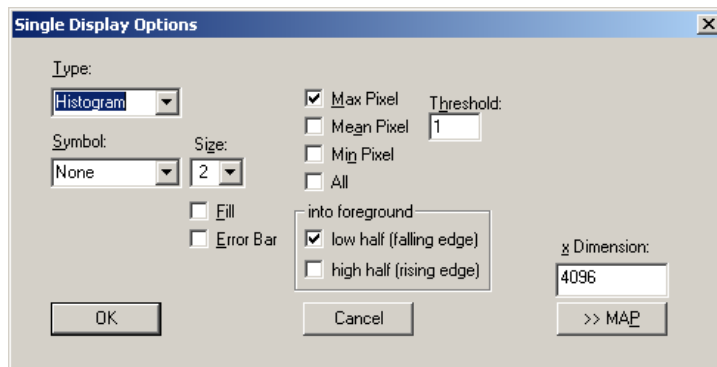 Single Display Options
Type:
Histogram
Symbol:
None
Size:
2
Fill
Error Bar
Max Pixel
Mean Pixel
Min Pixel
All
Threshold:
1
into foreground
low half (falling edge)
high half (rising edge)
x Dimension:
4096
OK
Cancel
>> MAP